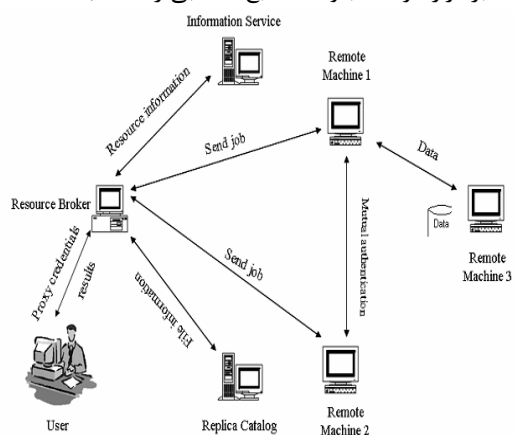 Information Service
Remote
Machine 1
Resource information
Send job
Data
Resource Broker
Mutual authentication
Data
Remote
Machine 3
Proxy credentials
results
Send job
File information
User
Replica Catalog
Remote
Machine 2